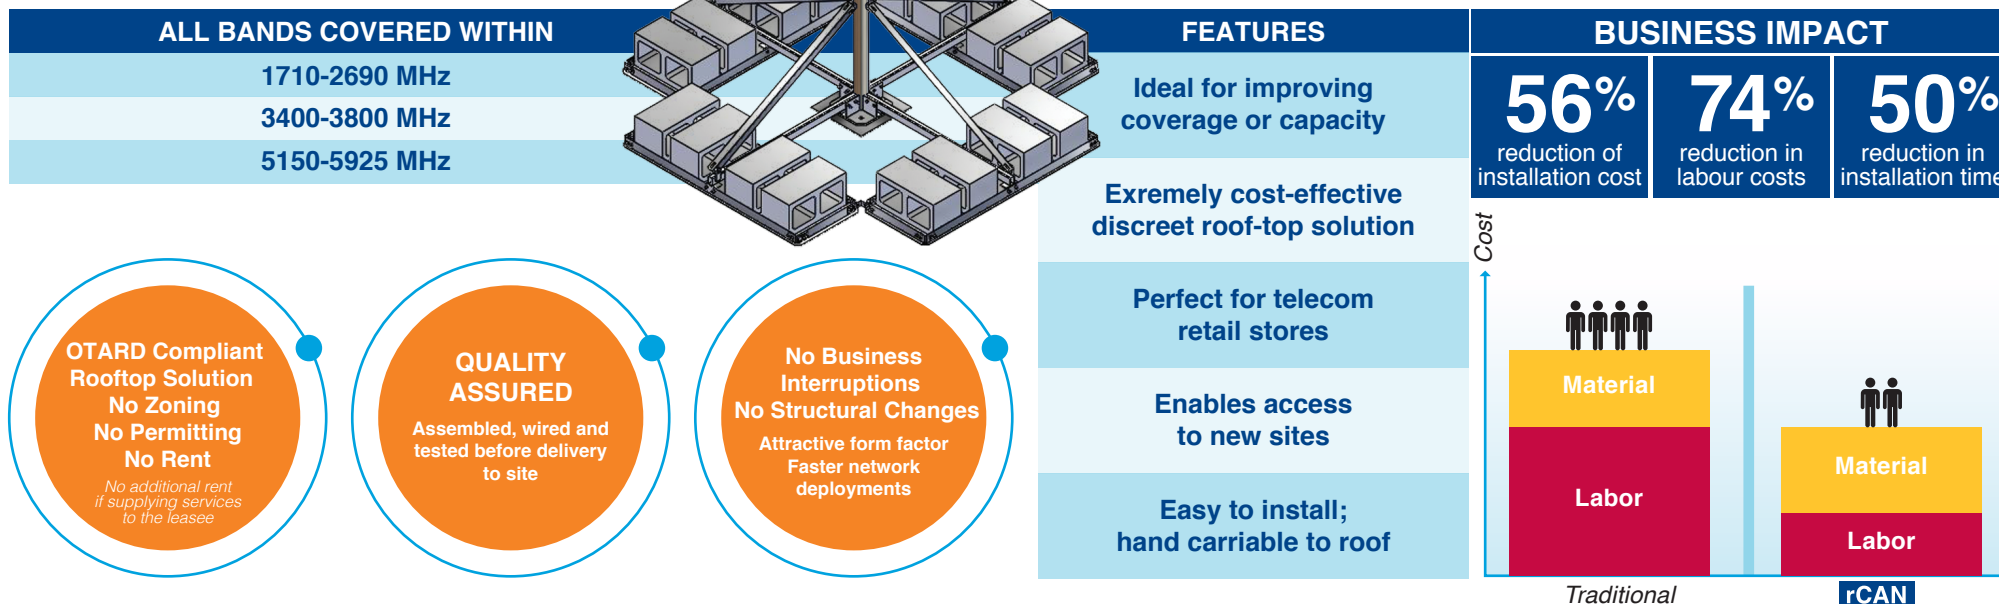 ALL BANDS COVERED WITHIN
1710-2690 MHz
3400-3800 MHz
5150-5925 MHz
OTARD Compliant
Rooftop Solution
No Zoning
No Permitting
No Rent
No additional rent
if supplying services
to the leasee
QUALITY
ASSURED
Assembled, wired and
tested before delivery
to site
No Business
Interruptions
No Structural Changes
Attractive form factor
Faster network
deployments
FEATURES
Ideal for improving
coverage or capacity
Exremely cost-effective
discreet roof-top solution
Perfect for telecom
retail stores
Enables access
to new sites
Easy to install;
hand carriable to roof
BUSINESS IMPACT
56%
reduction of
installation cost
74%
reduction in
labour costs
50%
reduction in
installation time
Cost
Material
Labor
Traditional
Material
Labor
rCAN